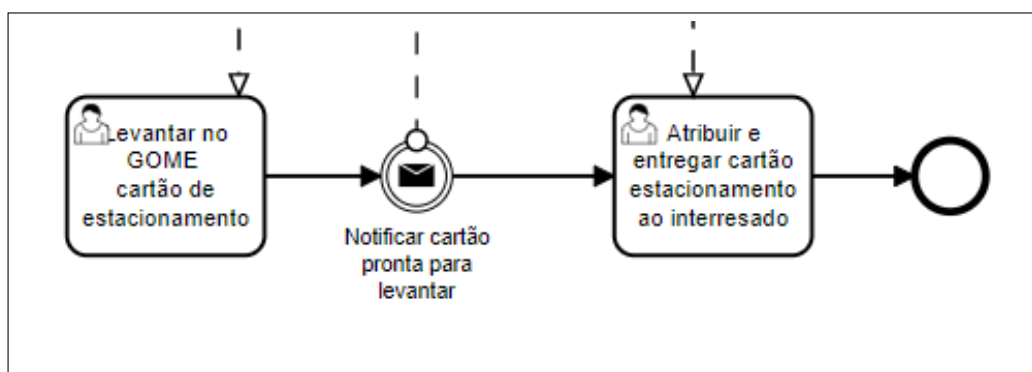 Levantar no
GOME
cartão de
estacionamento
Notificar cartão
pronta para
levantar
Atribuir e
entregar cartão
estacionamento
ao interresado